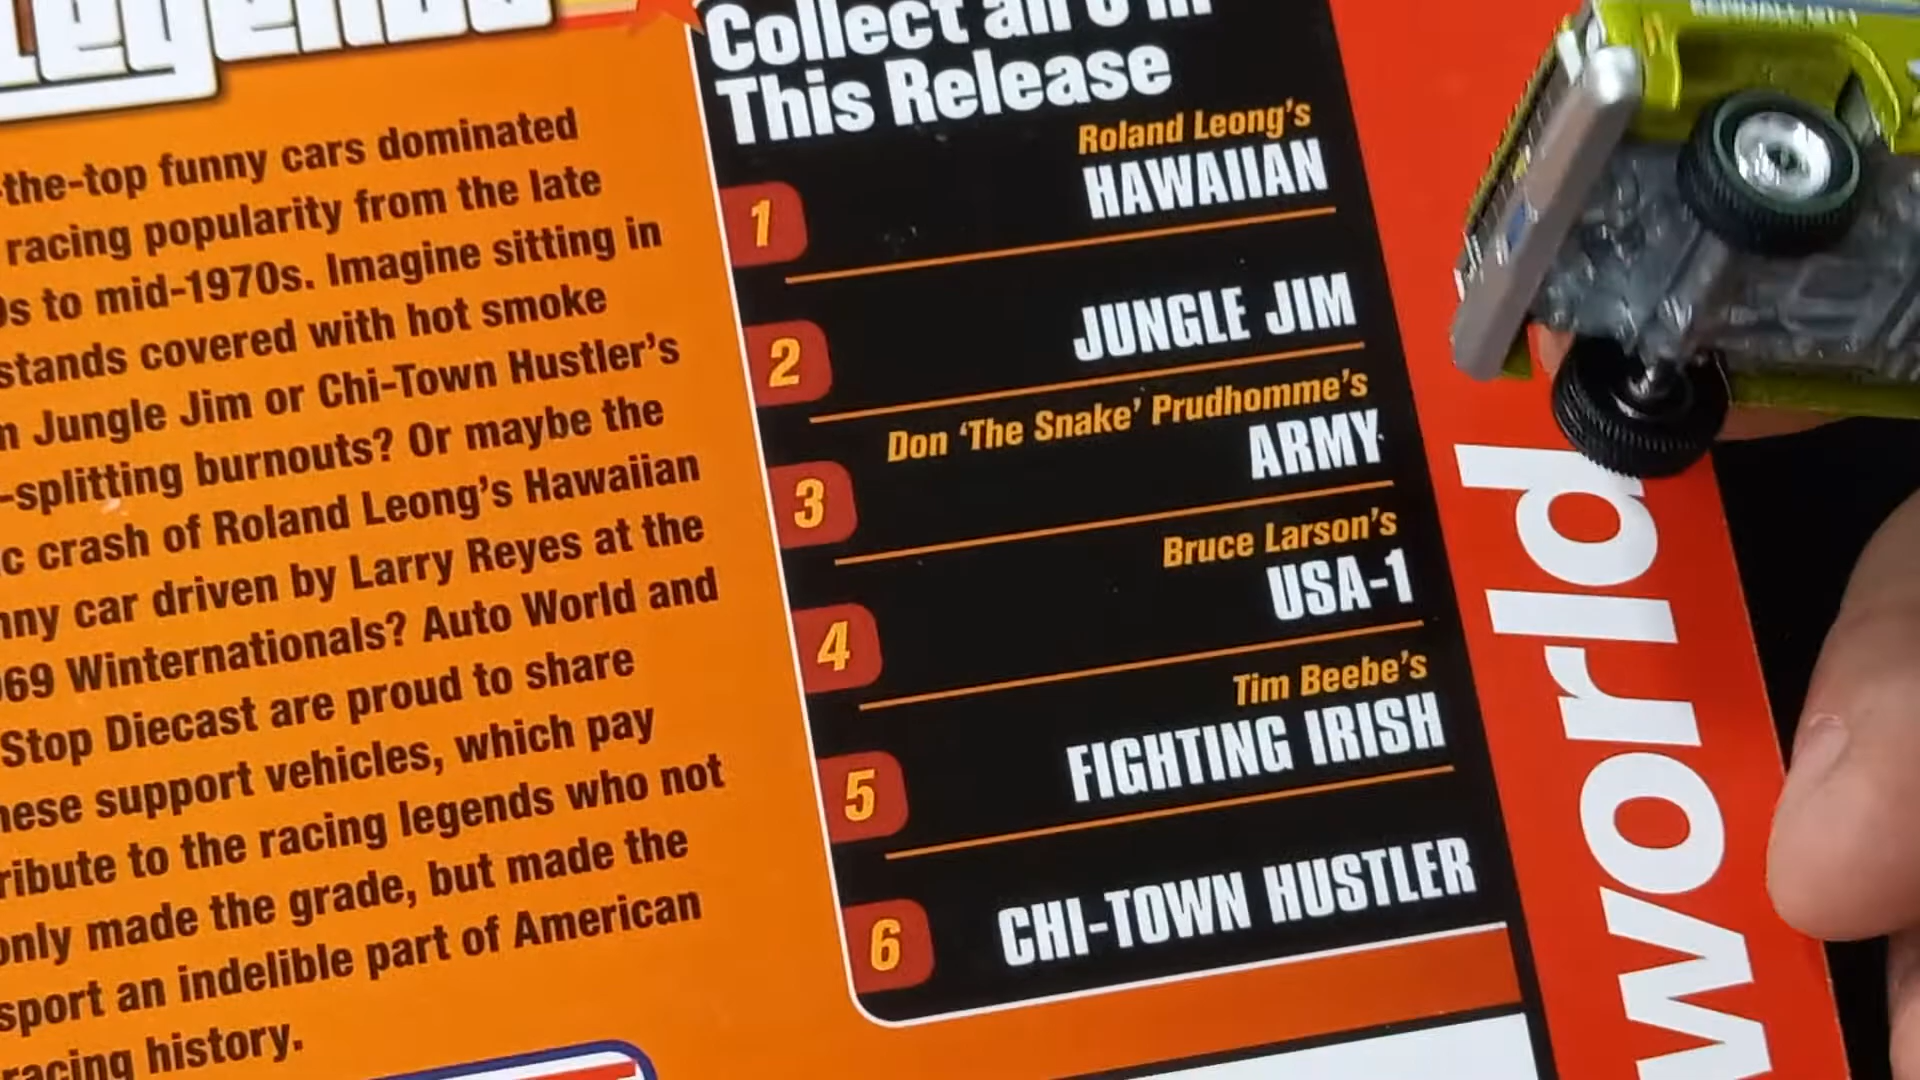 Legends
Collect all 6 in
This Release
the-top funny cars dominated
racing popularity from the late
to mid-1970s. Imagine sitting in
stands covered with hot smoke
Jungle Jim or Chi-Town Hustler's
-splitting burnouts? Or maybe the
crash of Roland Leong's Hawaiian
car driven by Larry Reyes at the
69 Winternationals? Auto World and
Stop Diecast are proud to share
support vehicles, which pay
to the racing legends who not
only made the grade, but made the
sport an indelible part of American
racing history.
1
Roland Leong's
HAWAIIAN
2
JUNGLE JIM
3
Don 'The Snake' Prudhomme's
ARMY
4
Bruce Larson's
USA-1
5
Tim Beebe's
FIGHTING IRISH
6
CHI-TOWN HUSTLER
world